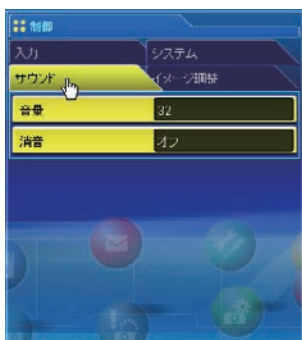 制御
入力 システム
サウンド イメージ調整
音量 32
消音 オフ